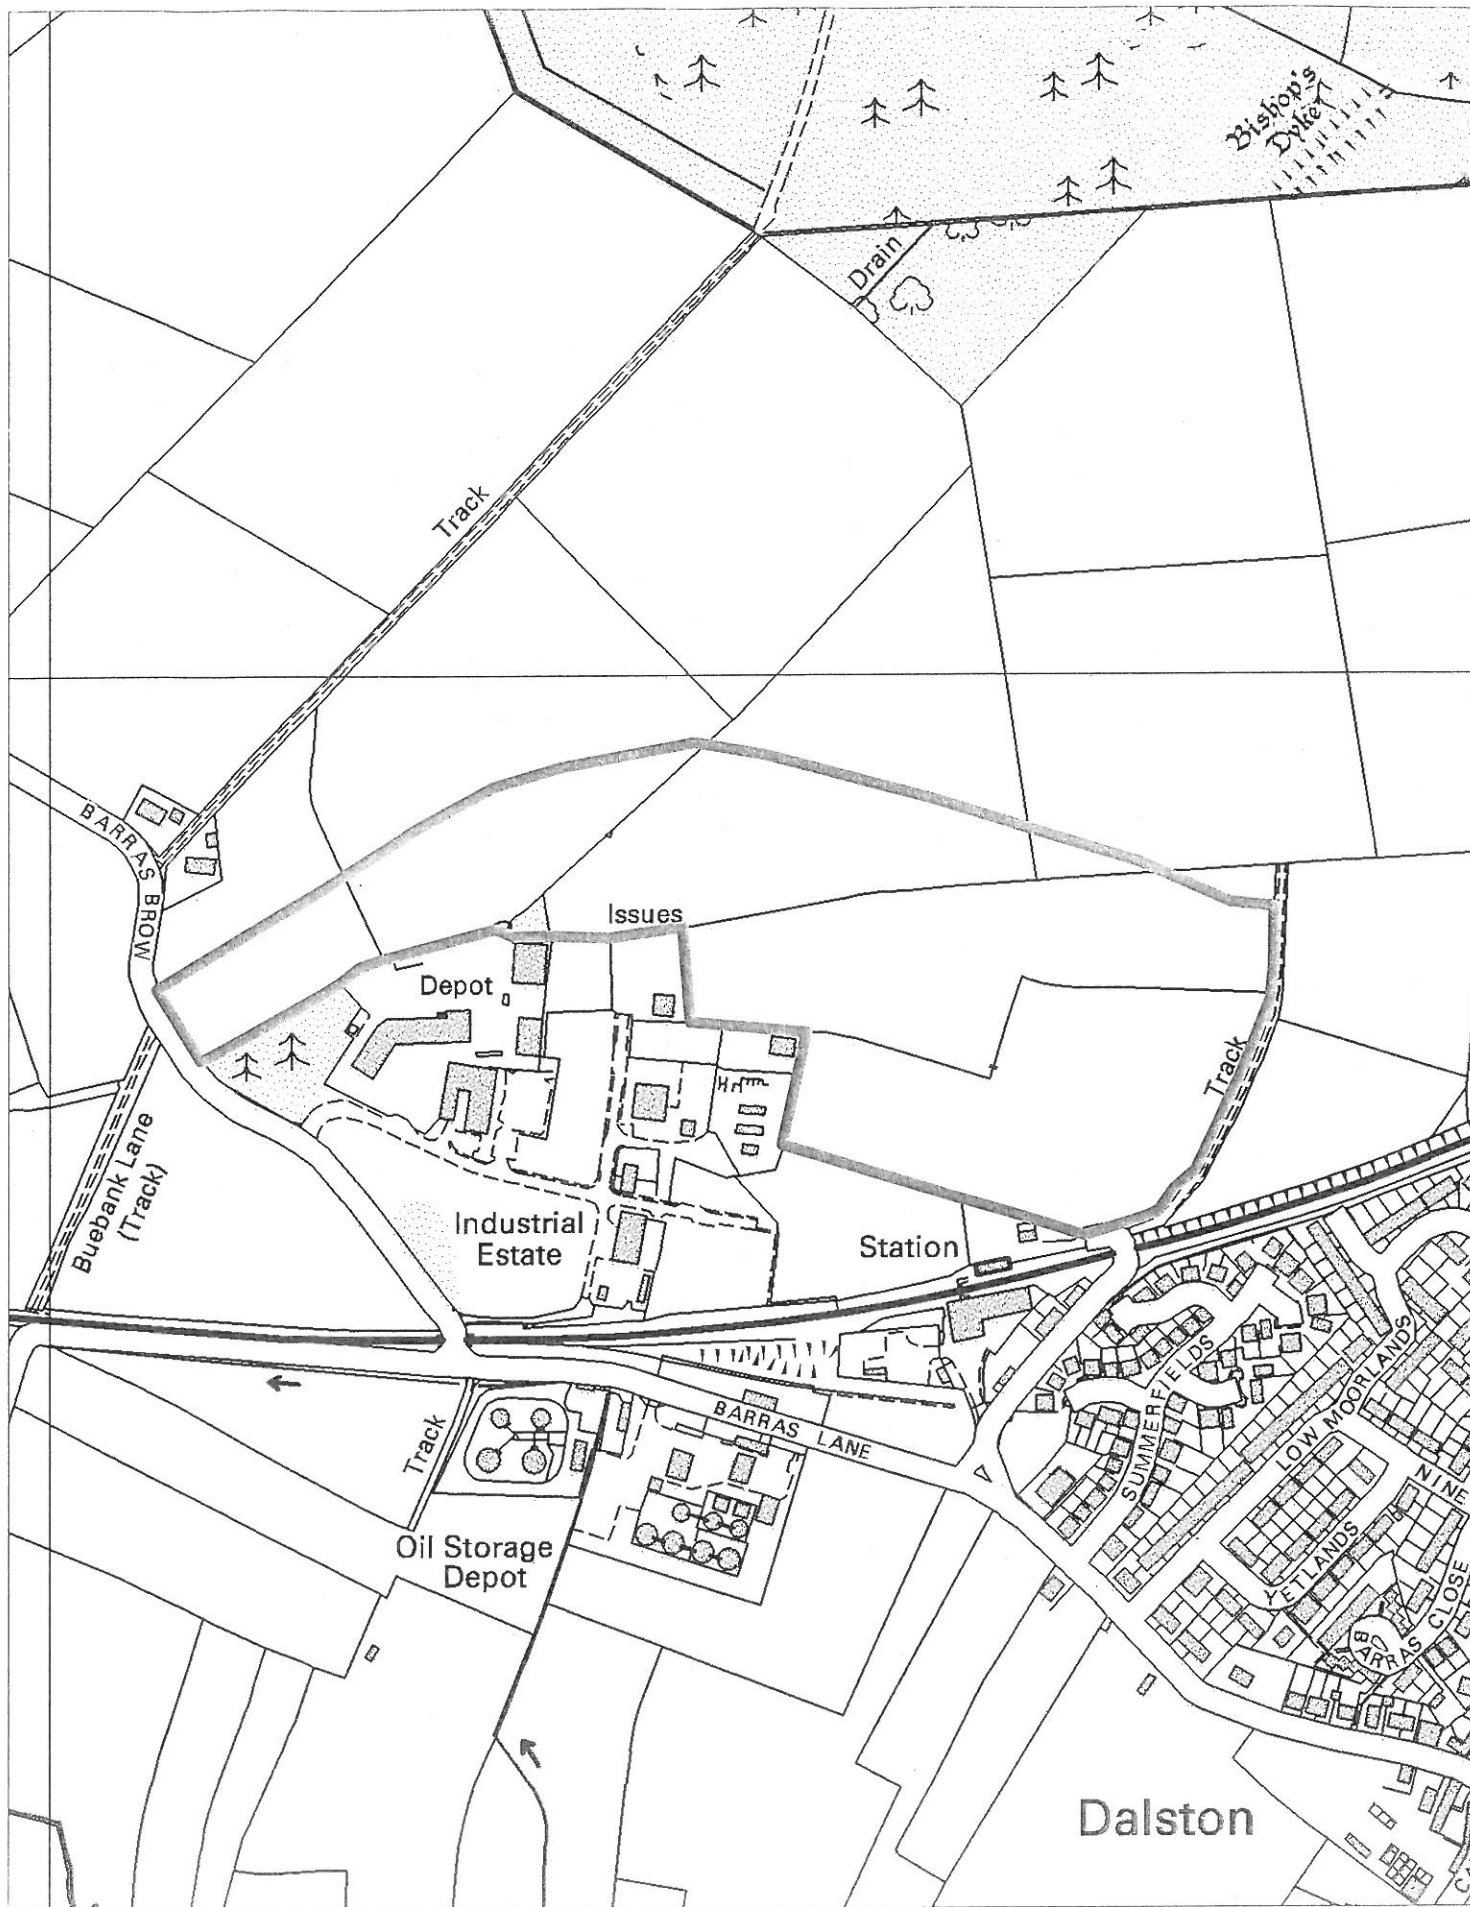 Bishop's
Dyke
Drain
Track
BARRAS BROW
Issues
Depot
Track
Buebank Lane
(Track)
Industrial
Estate
Station
BARRAS LANE
Track
SUMMERFIELDS
LOW MOORLANDS
NINE
YETLANDS
BARRAS CLOSE
Oil Storage
Depot
Dalston